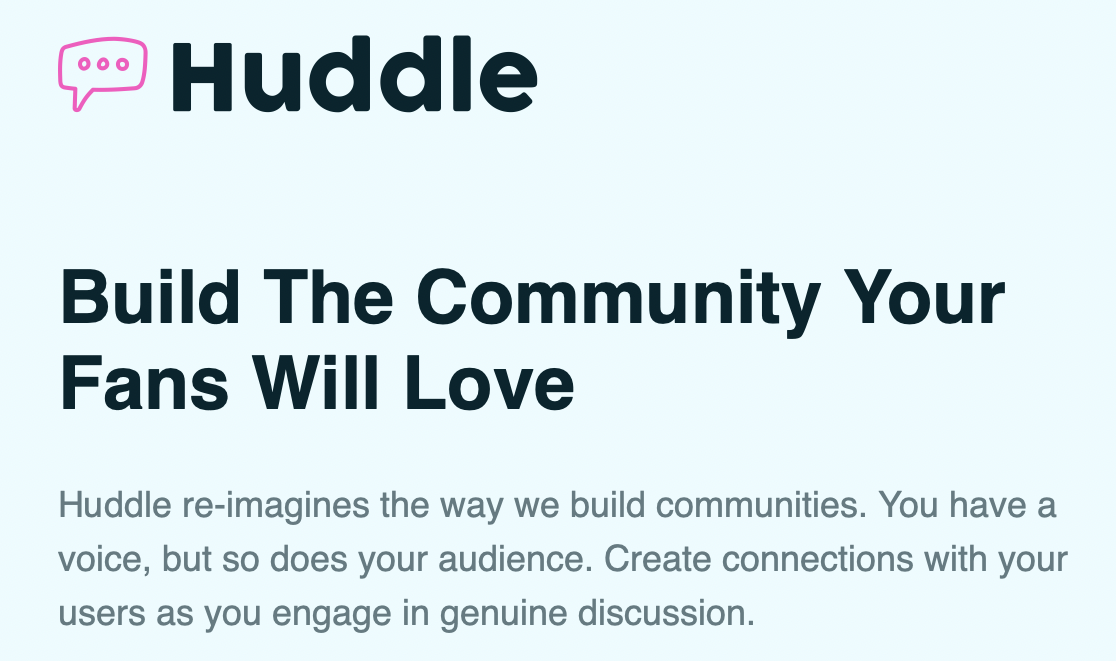 Huddle
Build The Community Your
Fans Will Love
Huddle re-imagines the way we build communities. You have a
voice, but so does your audience. Create connections with your
users as you engage in genuine discussion.